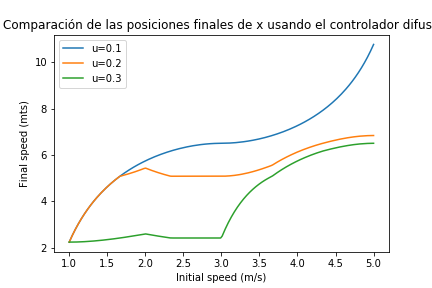 Comparación de las posiciones finales de x usando el controlador difus
u=0.1
u=0.2
u=0.3
10
8
6
4
2
Final speed (mts)
1.0 1.5 2.0 2.5 3.0 3.5 4.0 4.5 5.0
Initial speed (m/s)